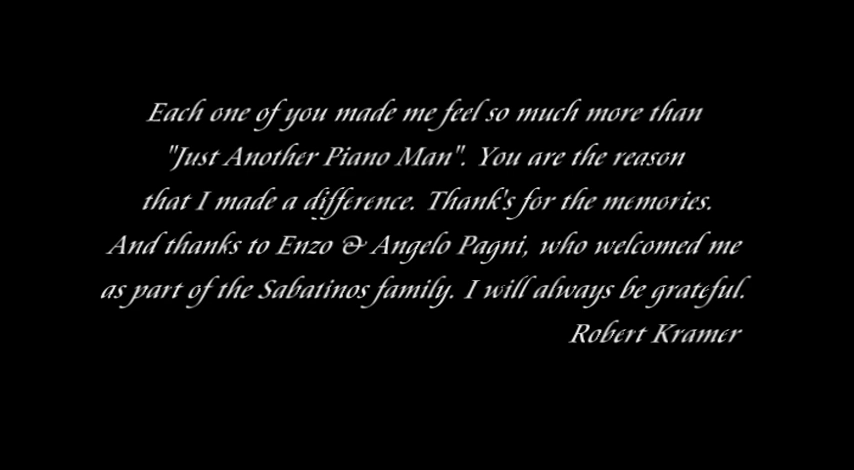 Each one of you made me feel so much more than
"Just Another Piano Man". You are the reason
that I made a difference. Thank's for the memories.
And thanks to Enzo & Angelo Pagni, who welcomed me
as part of the Sabatinos family. I will always be grateful.
Robert Kramer